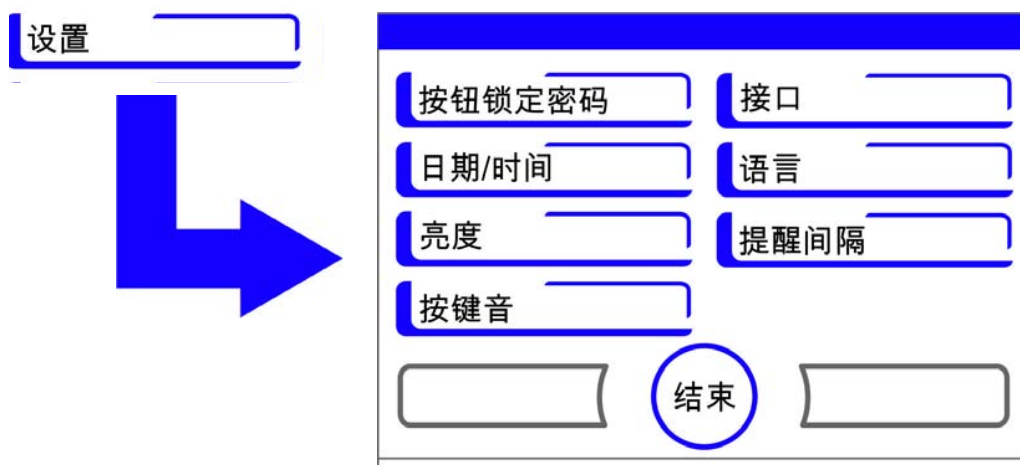 设置
按钮锁定密码
接口
日期/时间
语言
亮度
提醒间隔
按键音
结束